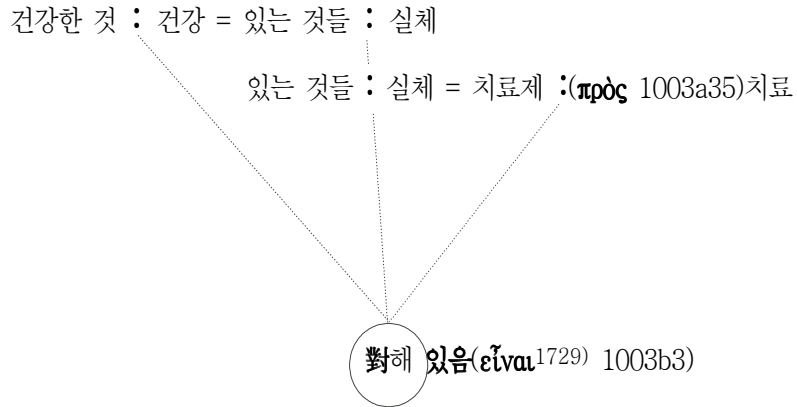 건강한 것 : 건강 = 있는 것들 : 실체
있는 것들 : 실체 = 치료제 :(πρὸς 1003a35)치료
對해 있음(εἶναι1729) 1003b3)